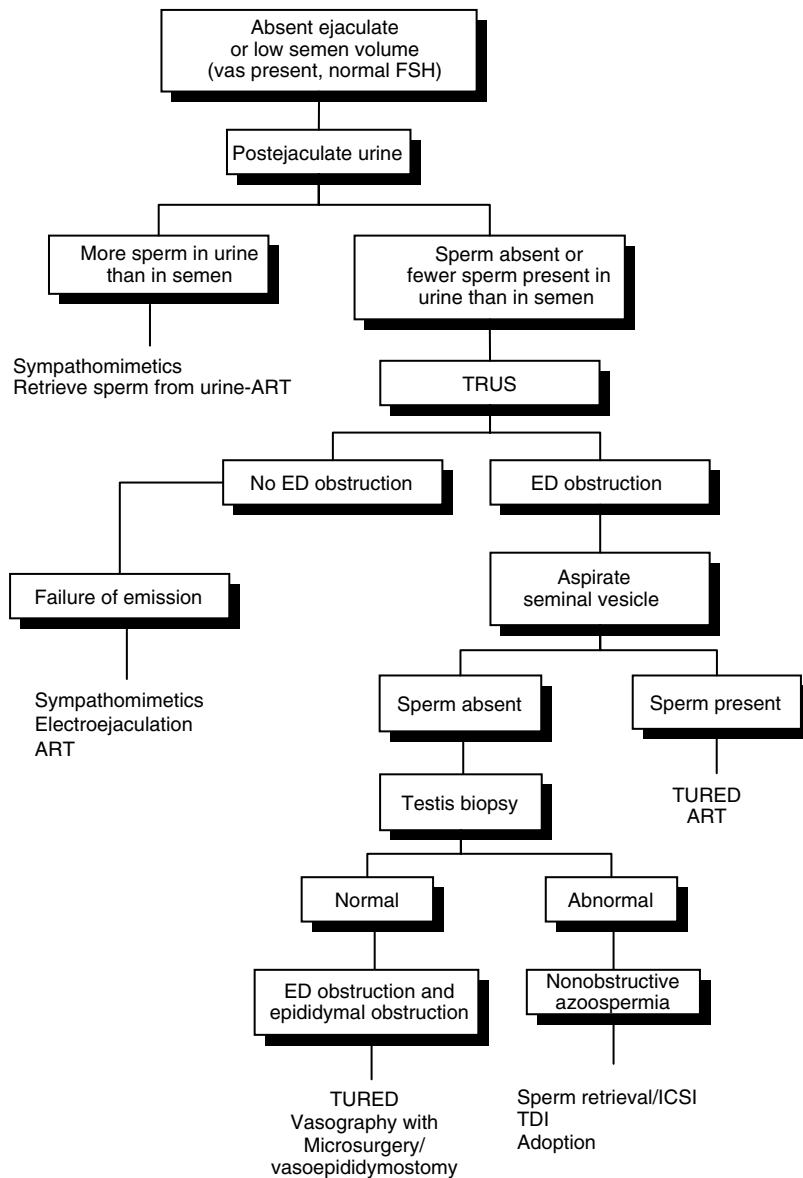 Absent ejaculate
or low semen volume
(vas present, normal FSH)
Postejaculate urine
More sperm in urine
than in semen
Sperm absent or
fewer sperm present in
urine than in semen
Sympathomimetics
Retrieve sperm from urine-ART
TRUS
No ED obstruction
ED obstruction
Failure of emission
Aspirate
seminal vesicle
Sympathomimetics
Electroejaculation
ART
Sperm absent
Sperm present
Testis biopsy
TURED
ART
Normal
Abnormal
ED obstruction and
epididymal obstruction
Nonobstructive
azoospermia
TURED
Vasography with
Microsurgery/
vasoepididymostomy
Sperm retrieval/ICSI
TDI
Adoption